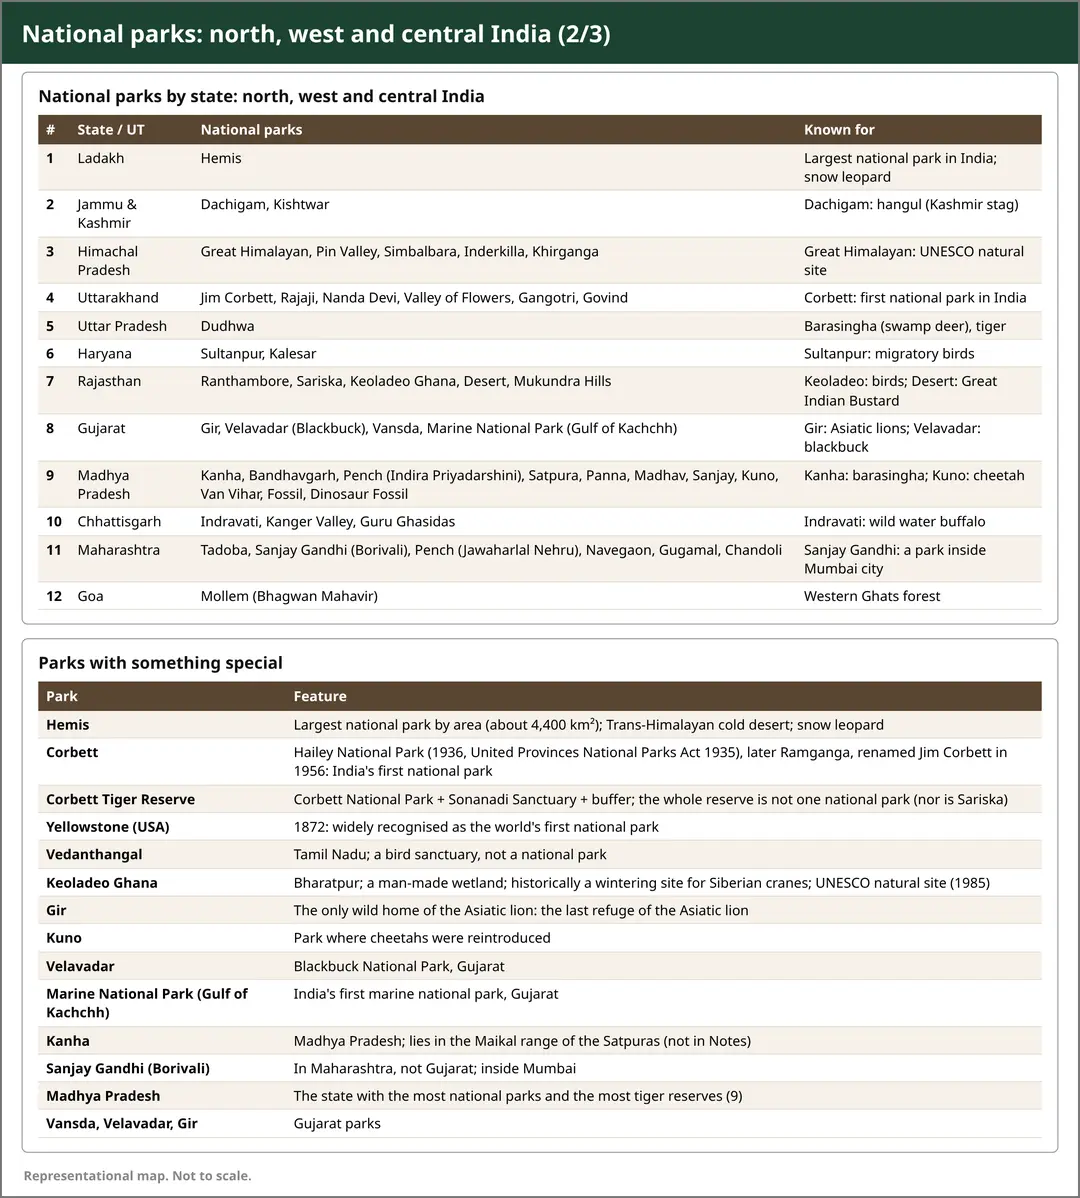 National parks: north, west and central India (2/3)
National parks by state: north, west and central India
# State / UT National parks Known for
1 Ladakh Hemis Largest national park in India;
snow leopard
2 Jammu & Dachigam, Kishtwar Dachigam: hangul (Kashmir stag)
Kashmir
3 Himachal Great Himalayan, Pin Valley, Simbalbara, Inderkilla, Khirganga Great Himalayan: UNESCO natural
Pradesh site
4 Uttarakhand Jim Corbett, Rajaji, Nanda Devi, Valley of Flowers, Gangotri, Govind Corbett: first national park in India
5 Uttar Pradesh Dudhwa Barasingha (swamp deer), tiger
6 Haryana Sultanpur, Kalesar Sultanpur: migratory birds
7 Rajasthan Ranthambore, Sariska, Keoladeo Ghana, Desert, Mukundra Hills Keoladeo: birds; Desert: Great
Indian Bustard
8 Gujarat Gir, Velavadar (Blackbuck), Vansda, Marine National Park (Gulf of Kachchh) Gir: Asiatic lions; Velavadar:
blackbuck
9 Madhya Kanha, Bandhavgarh, Pench (Indira Priyadarshini), Satpura, Panna, Madhav, Sanjay, Kuno, Kanha: barasingha; Kuno: cheetah
Pradesh Van Vihar, Fossil, Dinosaur Fossil
10 Chhattisgarh Indravati, Kanger Valley, Guru Ghasidas Indravati: wild water buffalo
11 Maharashtra Tadoba, Sanjay Gandhi (Borivali), Pench (Jawaharlal Nehru), Navegaon, Gugamal, Chandoli Sanjay Gandhi: a park inside
Mumbai city
12 Goa Mollem (Bhagwan Mahavir) Western Ghats forest
Parks with something special
Park Feature
Hemis Largest national park by area (about 4,400 km²); Trans-Himalayan cold desert; snow leopard
Corbett Hailey National Park (1936, United Provinces National Parks Act 1935), later Ramganga, renamed Jim Corbett in
1956: India's first national park
Corbett Tiger Reserve Corbett National Park + Sonanadi Sanctuary + buffer; the whole reserve is not one national park (nor is Sariska)
Yellowstone (USA) 1872: widely recognised as the world's first national park
Vedanthangal Tamil Nadu; a bird sanctuary, not a national park
Keoladeo Ghana Bharatpur; a man-made wetland; historically a wintering site for Siberian cranes; UNESCO natural site (1985)
Gir The only wild home of the Asiatic lion: the last refuge of the Asiatic lion
Kuno Park where cheetahs were reintroduced
Velavadar Blackbuck National Park, Gujarat
Marine National Park (Gulf of India's first marine national park, Gujarat
Kachchh)
Kanha Madhya Pradesh; lies in the Maikal range of the Satpuras (not in Notes)
Sanjay Gandhi (Borivali) In Maharashtra, not Gujarat; inside Mumbai
Madhya Pradesh The state with the most national parks and the most tiger reserves (9)
Vansda, Velavadar, Gir Gujarat parks
Representational map. Not to scale.